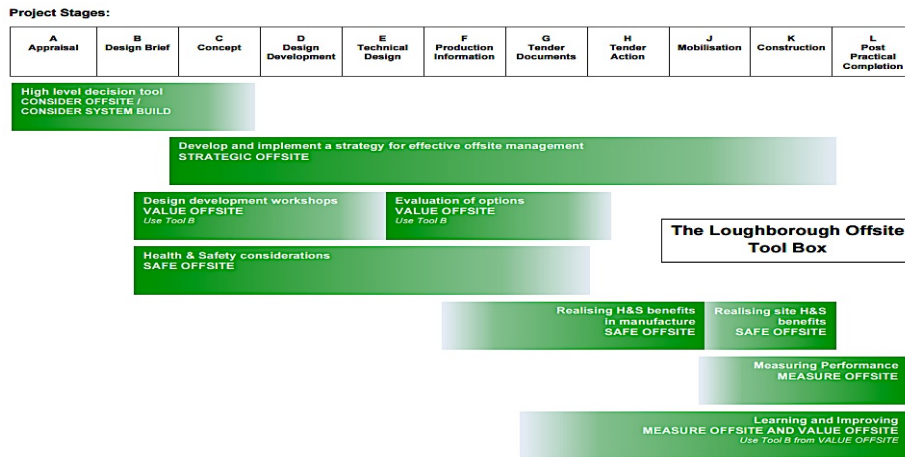 Project Stages:
A
Appraisal
B
Design Brief
C
Concept
D
Design
Development
E
Technical
Design
F
Production
Information
G
Tender
Documents
H
Tender
Action
J
Mobilisation
K
Construction
L
Post
Practical
Completion
High level decision tool
CONSIDER OFFSITE /
CONSIDER SYSTEM BUILD
Develop and implement a strategy for effective offsite management
STRATEGIC OFFSITE
Design development workshops
VALUE OFFSITE
Use Tool B
Evaluation of options
VALUE OFFSITE
Use Tool B
The Loughborough Offsite
Tool Box
Health & Safety considerations
SAFE OFFSITE
Realising H&S benefits
in manufacture
SAFE OFFSITE
Realising site H&S
benefits
SAFE OFFSITE
Measuring Performance
MEASURE OFFSITE
Learning and Improving
MEASURE OFFSITE AND VALUE OFFSITE
Use Tool B from VALUE OFFSITE